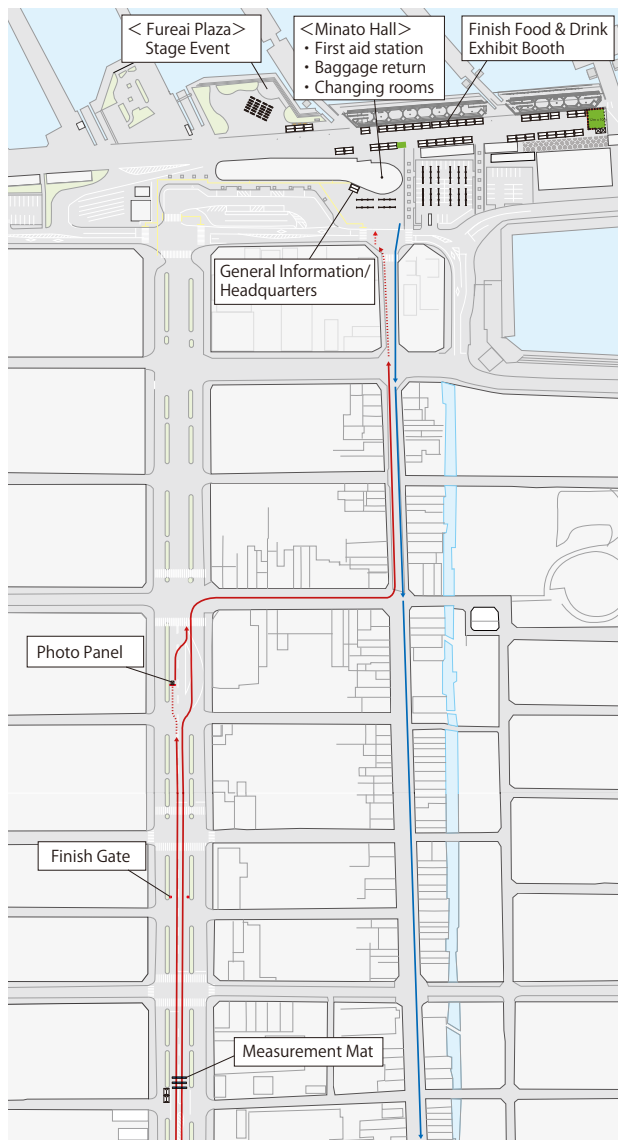 ＜ Fureai Plaza＞
Stage Event
＜Minato Hall＞
・First aid station
・Baggage return
・Changing rooms
Finish Food & Drink
Exhibit Booth
General Information/
Headquarters
Photo Panel
Finish Gate
Measurement Mat